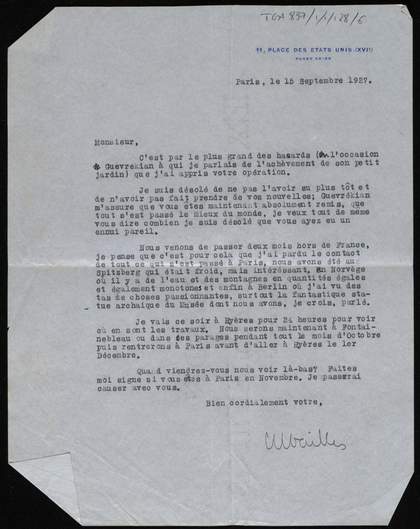 TGA 897/1/1/128/6
11, PLACE DES ETATS UNIS (XVI)
Paris, le 15 Septembre 1927.
Monsieur,
C'est par le plus grand des hasards ( à l'occasion
Guevrekian à qui je parlais de l'achèvement de son petit
jardin) que j'ai appris votre opération.
Je suis désolé de ne pas l'avoir su plus tôt et
de n'avoir pas fait prendre de vos nouvelles; Guevrékian
m'assure que vous êtes maintenant absolument remis, que
tout s'est passé le mieux du monde, je veux tout de même
vous dire combien je suis désolé que vous ayez eu un
ennui pareil.
Nous venons de passer deux mois hors de France,
je pense que c'est pour cela que j'ai perdu le contact
de tout ce qui s'est passé à Paris, nous avons été au
Spitsberg qui était froid, mais intéressant, en Norvège
où il y a de l'eau et des montagnes en quantités égales
et également monotones et enfin à Berlin où j'ai vu des
tas de choses passionnantes, surtout la fantastique sta-
tue archaïque du Musée dont nous avons, je crois, parlé.
Je vais ce soir à Hyères pour 24 heures pour voir
où en sont les travaux. Nous serons maintenant à Fontai-
nebleau ou dans ses parages pendant tout le mois d'Octobre
puis rentrerons à Paris avant d'aller à Hyères le 1er
Décembre.
Quand viendrez-vous nous voir là-bas? Faites
moi signe si vous êtes à Paris en Novembre. Je passerai
causer avec vous.
Bien cordialement votre,